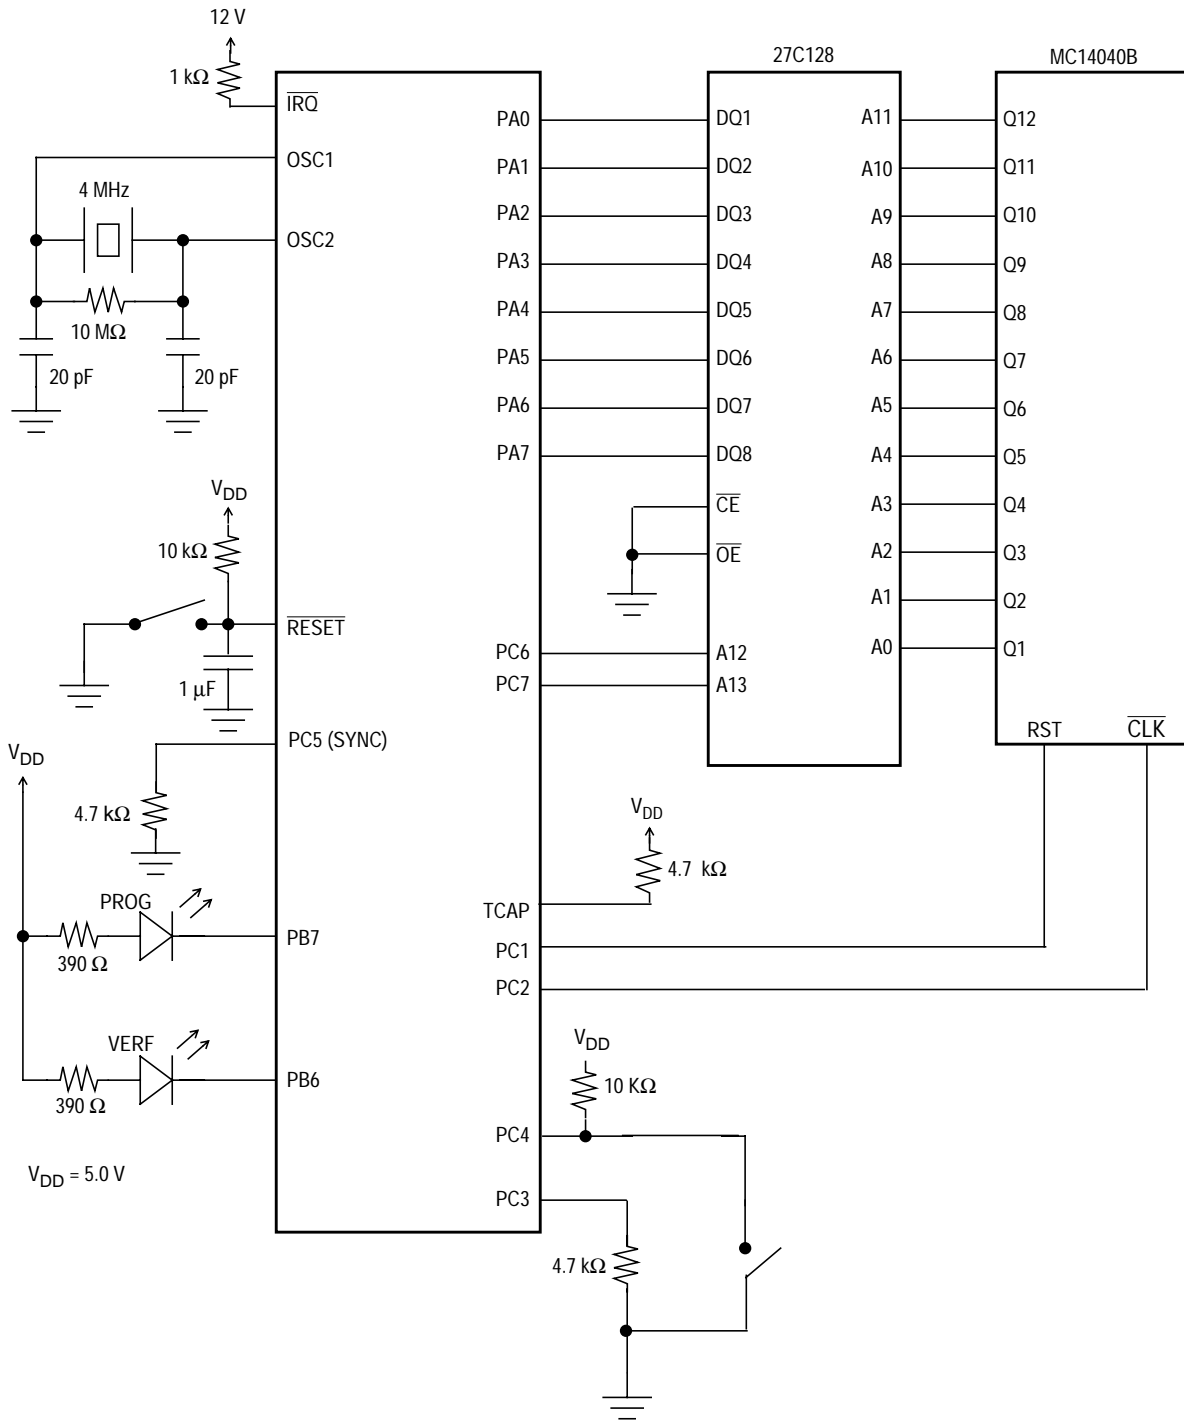 12 V
1 kΩ
IRQ
OSC1
4 MHz
OSC2
10 MΩ
20 pF
20 pF
VDD
10 kΩ
RESET
1 µF
PC5 (SYNC)
VDD
4.7 kΩ
PROG
390 Ω
PB7
VERF
390 Ω
PB6
VDD = 5.0 V
PA0
PA1
PA2
PA3
PA4
PA5
PA6
PA7
PC6
PC7
TCAP
PC1
PC2
PC4
PC3
VDD
4.7 kΩ
VDD
10 KΩ
4.7 kΩ
27C128
DQ1
DQ2
DQ3
DQ4
DQ5
DQ6
DQ7
DQ8
CE
OE
A12
A13
A11
A10
A9
A8
A7
A6
A5
A4
A3
A2
A1
A0
MC14040B
Q12
Q11
Q10
Q9
Q8
Q7
Q6
Q5
Q4
Q3
Q2
Q1
RST
CLK